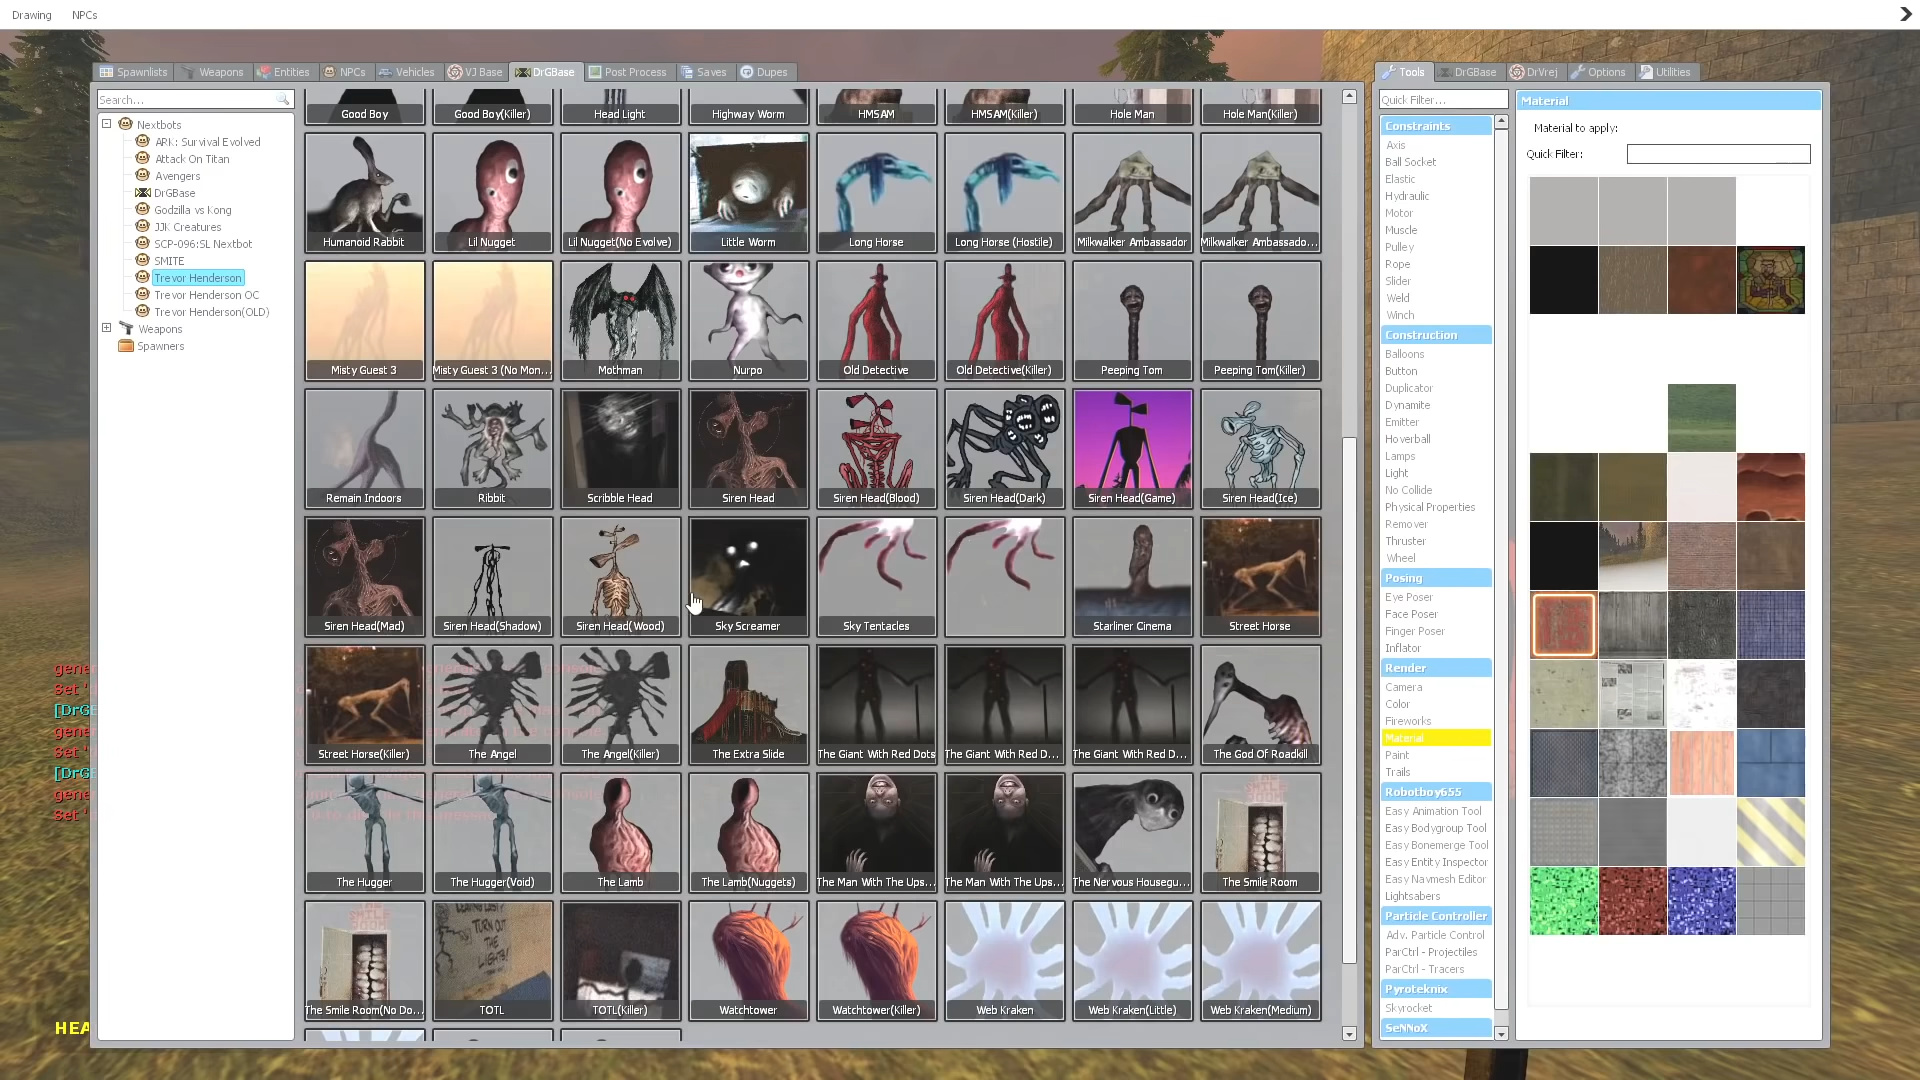 Drawing NPCs
Spawnlists Weapons Entities NPCs Vehicles VJ Base DrGBase Post Process Saves Dupes
Tools DrGBase DrVrej Options Utilities
Search...
Nextbots
ARK: Survival Evolved
Attack On Titan
Avengers
DrGBase
Godzilla vs Kong
JJK Creatures
SCP-096:SL Nextbot
SMITE
Trevor Henderson
Trevor Henderson OC
Trevor Henderson(OLD)
Weapons
Spawners
Good Boy Good Boy(Killer) Head Light Highway Worm HMSAM HMSAM(Killer) Hole Man Hole Man(Killer)
Humanoid Rabbit Lil Nugget Lil Nugget(No Evolve) Little Worm Long Horse Long Horse (Hostile) Milkwalker Ambassador Milkwalker Ambassado...
Misty Guest 3 Misty Guest 3 (No Mon... Mothman Nurpo Old Detective Old Detective(Killer) Peeping Tom Peeping Tom(Killer)
Remain Indoors Ribbit Scribble Head Siren Head Siren Head(Blood) Siren Head(Dark) Siren Head(Game) Siren Head(Ice)
Siren Head(Mad) Siren Head(Shadow) Siren Head(Wood) Sky Screamer Sky Tentacles Starliner Cinema Street Horse
Street Horse(Killer) The Angel The Angel(Killer) The Extra Slide The Giant With Red Dots The Giant With Red D... The Giant With Red D... The God Of Roadkill
The Hugger The Hugger(Void) The Lamb The Lamb(Nuggets) The Man With The Ups... The Man With The Ups... The Nervous Housegu... The Smile Room
TURN OUT
THE
LIGHTS!
The Smile Room(No Do... TOTL TOTL(Killer) Watchtower Watchtower(Killer) Web Kraken Web Kraken(Little) Web Kraken(Medium)
gene
Set '
[DrGB
gene
Set '
[DrGB
gene
Set '
HEA
Quick Filter...
Constraints
Axis
Ball Socket
Elastic
Hydraulic
Motor
Muscle
Pulley
Rope
Slider
Weld
Winch
Construction
Balloons
Button
Duplicator
Dynamite
Emitter
Hoverball
Lamps
Light
No Collide
Physical Properties
Remover
Thruster
Wheel
Posing
Eye Poser
Face Poser
Finger Poser
Inflator
Render
Camera
Color
Fireworks
Material
Paint
Trails
Robotboy655
Easy Animation Tool
Easy Bodygroup Tool
Easy Bonemerge Tool
Easy Entity Inspector
Easy Navmesh Editor
Lightsabers
Particle Controller
Adv. Particle Control
ParCtrl - Projectiles
ParCtrl - Tracers
Pyroteknix
Skyrocket
SeNNoX
Material
Material to apply:
Quick Filter: